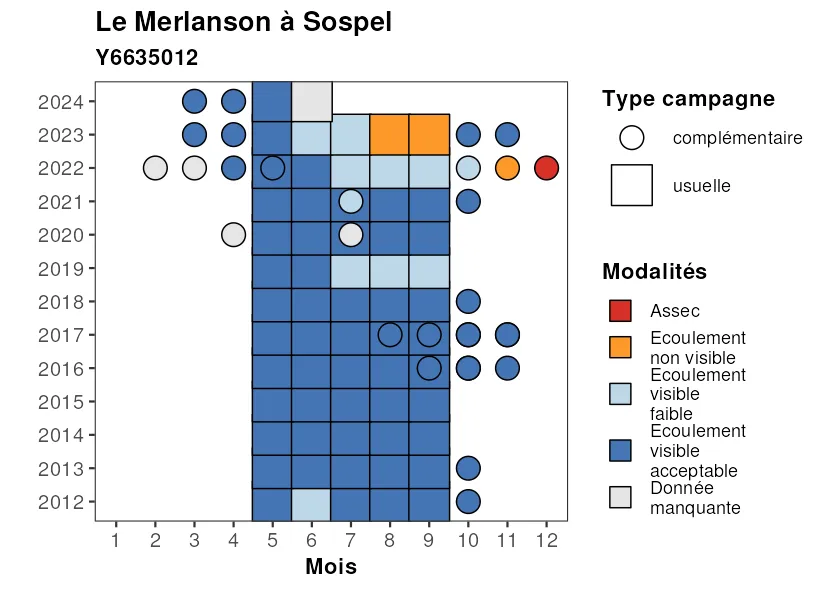 Le Merlanson à Sospel
Y6635012
2024
2023
2022
2021
2020
2019
2018
2017
2016
2015
2014
2013
2012
1 2 3 4 5 6 7 8 9 10 11 12
Mois
Type campagne
complémentaire
usuelle
Modalités
Assec
Ecoulement
non visible
Ecoulement
visible
faible
Ecoulement
visible
acceptable
Donnée
manquante